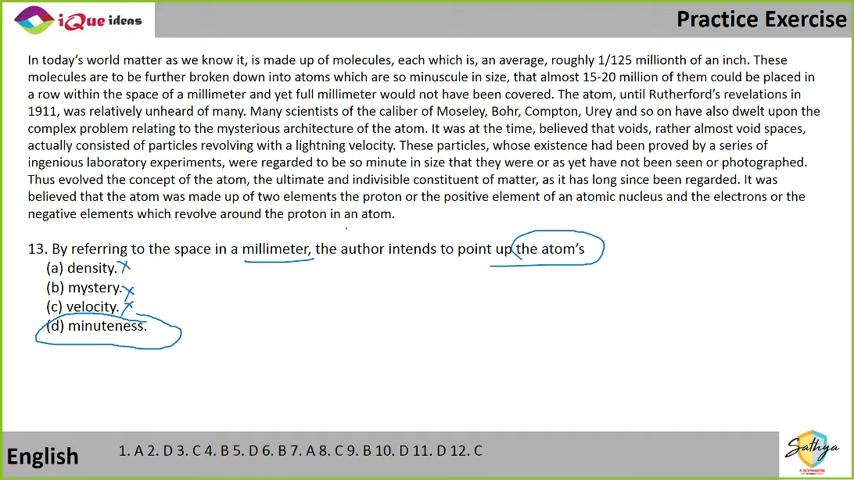 iQue ideas
Practice Exercise
In today's world matter as we know it, is made up of molecules, each which is, an average, roughly 1/125 millionth of an inch. These
molecules are to be further broken down into atoms which are so minuscule in size, that almost 15-20 million of them could be placed in
a row within the space of a millimeter and yet full millimeter would not have been covered. The atom, until Rutherford's revelations in
1911, was relatively unheard of many. Many scientists of the caliber of Moseley, Bohr, Compton, Urey and so on have also dwelt upon the
complex problem relating to the mysterious architecture of the atom. It was at the time, believed that voids, rather almost void spaces,
actually consisted of particles revolving with a lightning velocity. These particles, whose existence had been proved by a series of
ingenious laboratory experiments, were regarded to be so minute in size that they were or as yet have not been seen or photographed.
Thus evolved the concept of the atom, the ultimate and indivisible constituent of matter, as it has long since been regarded. It was
believed that the atom was made up of two elements the proton or the positive element of an atomic nucleus and the electrons or the
negative elements which revolve around the proton in an atom.
13. By referring to the space in a millimeter, the author intends to point up the atom's
(a) density.
(b) mystery.
(c) velocity.
(d) minuteness.
English
1. A 2. D 3. C 4. B 5. D 6. B 7. A 8. C 9. B 10. D 11. D 12. C
Sathya